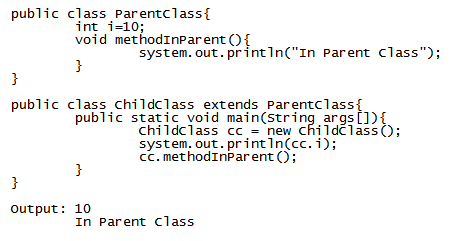 public class ParentClass{
int i=10;
void methodInParent(){
system.out.println("In Parent Class");
}
}
public class ChildClass extends ParentClass{
public static void main(String args[]){
ChildClass cc = new ChildClass();
system.out.println(cc.i);
cc.methodInParent();
}
}
Output: 10
In Parent Class